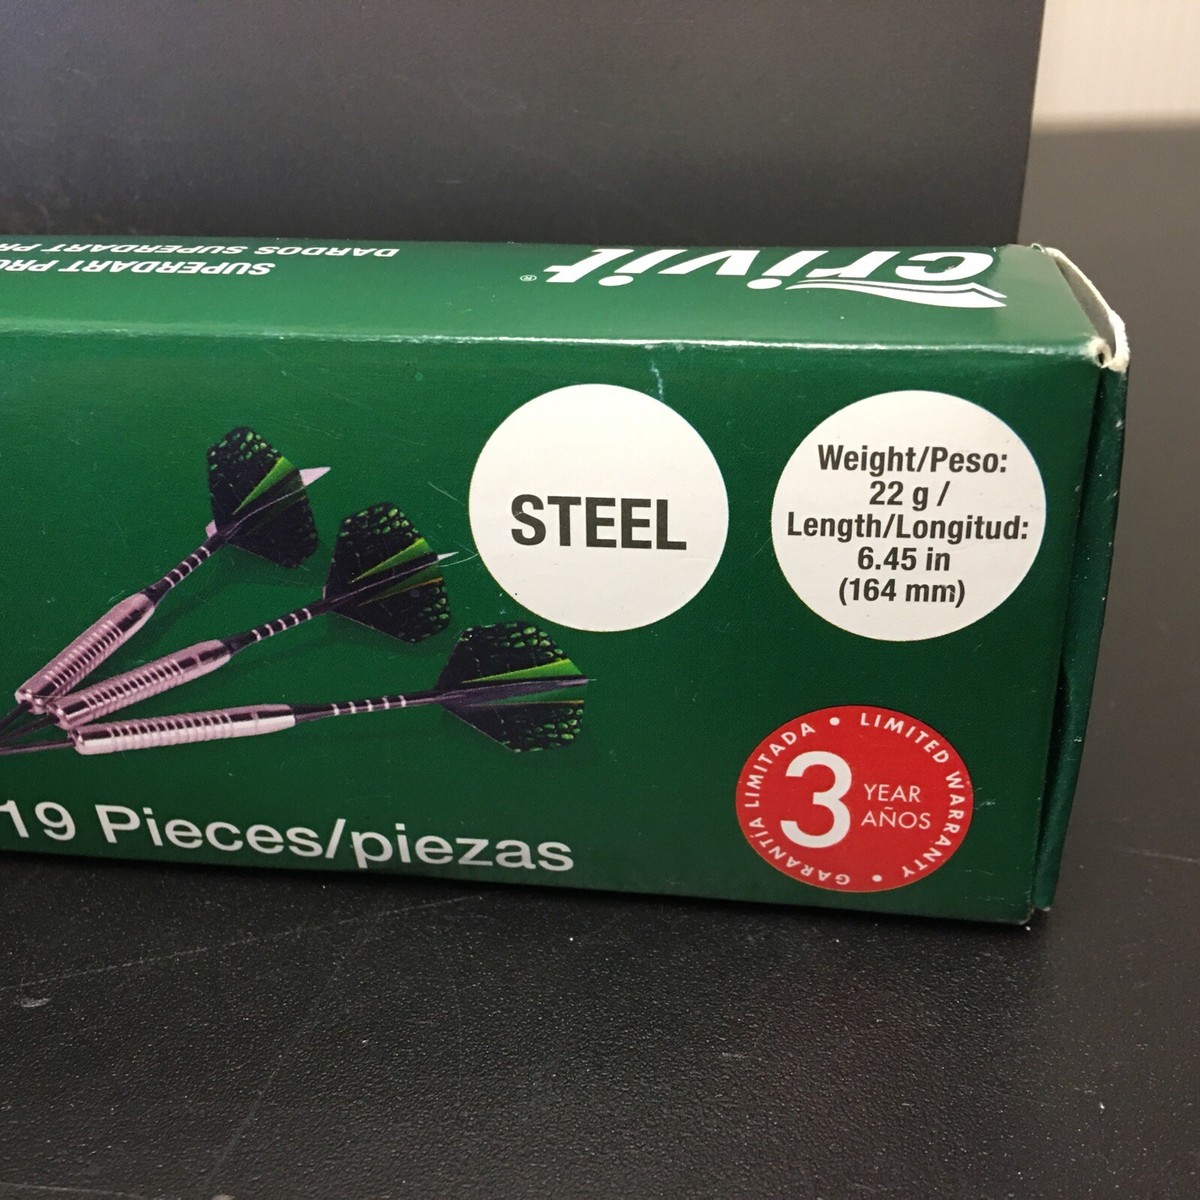 crivit®
SUPERDART PRO
DARDOS SUPERDART PR
STEEL
Weight/Peso:
22 g /
Length/Longitud:
6.45 in
(164 mm)
19 Pieces/piezas
3 YEAR
AÑOS
• LIMITED WARRANTY
• GARANTÍA LIMITADA